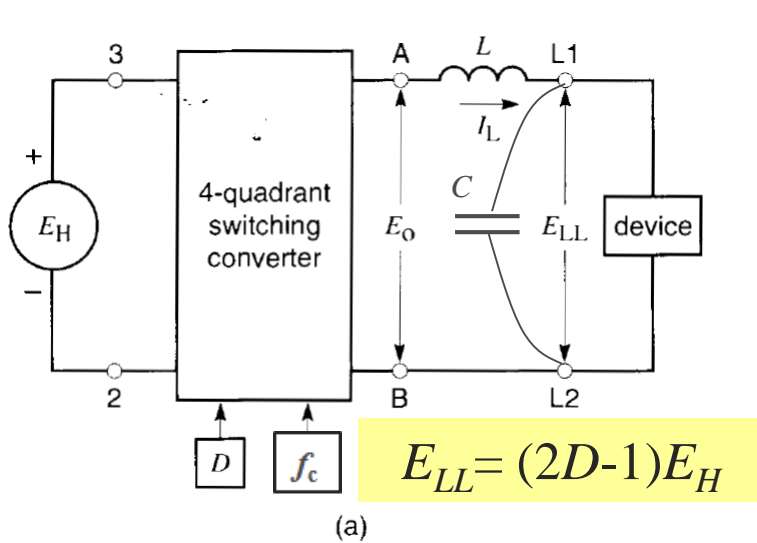 3
A
L
L1
I_L
+
E_H
−
4-quadrant
switching
converter
E_o
C
E_LL
device
2
B
L2
D
f_c
E_LL= (2D-1)E_H
(a)